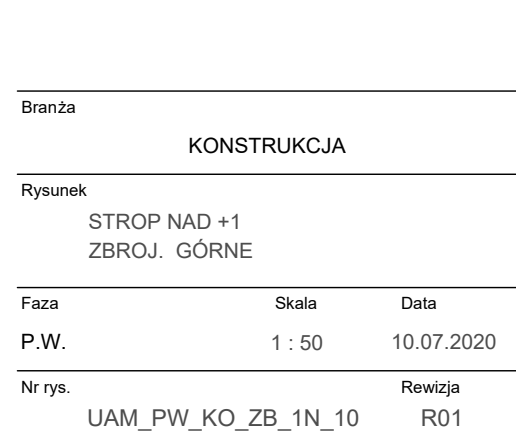 Branża
KONSTRUKCJA
Rysunek
STROP NAD +1
ZBROJ. GÓRNE
Faza Skala Data
P.W. 1 : 50 10.07.2020
Nr rys. Rewizja
UAM_PW_KO_ZB_1N_10 R01